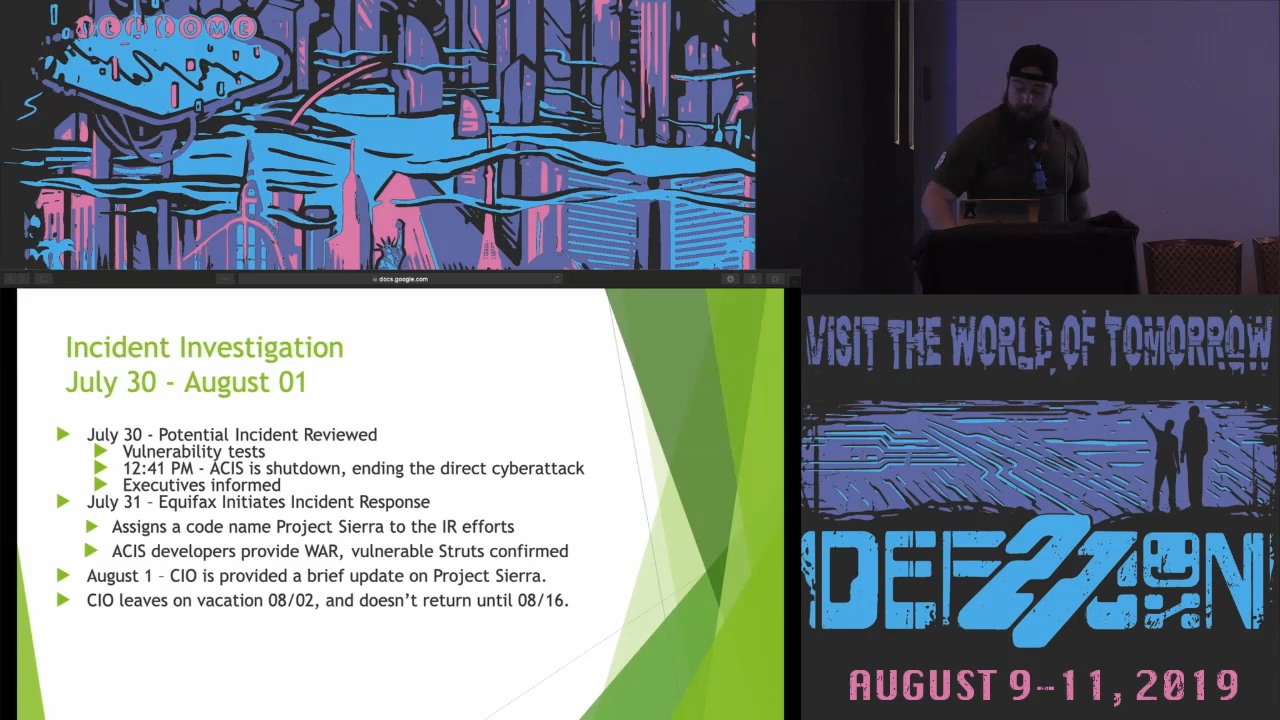 WELCOME
docs.google.com
Incident Investigation
July 30 - August 01
July 30 - Potential Incident Reviewed
Vulnerability tests
12:41 PM - ACIS is shutdown, ending the direct cyberattack
Executives informed
July 31 – Equifax Initiates Incident Response
Assigns a code name Project Sierra to the IR efforts
ACIS developers provide WAR, vulnerable Struts confirmed
August 1 – CIO is provided a brief update on Project Sierra.
CIO leaves on vacation 08/02, and doesn't return until 08/16.
VISIT THE WORLD OF TOMORROW
DEF 27 CON
AUGUST 9-11, 2019